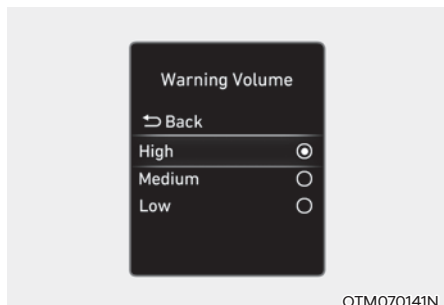 Warning Volume
Back
High
Medium
Low
OTM070141N